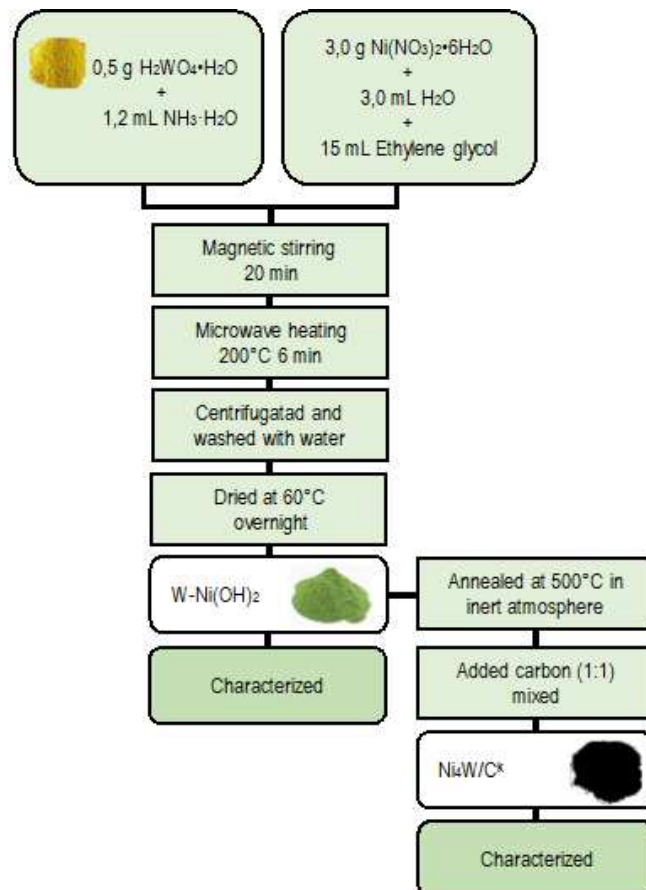 0,5 g H₂WO₄•H₂O
+
1,2 mL NH₃·H₂O
3,0 g Ni(NO₃)₂•6H₂O
+
3,0 mL H₂O
+
15 mL Ethylene glycol
Magnetic stirring
20 min
Microwave heating
200°C 6 min
Centrifugatad and
washed with water
Dried at 60°C
overnight
W-Ni(OH)₂
Characterized
Annealed at 500°C in
inert atmosphere
Added carbon (1:1)
mixed
Ni₄W/Cᴷ
Characterized